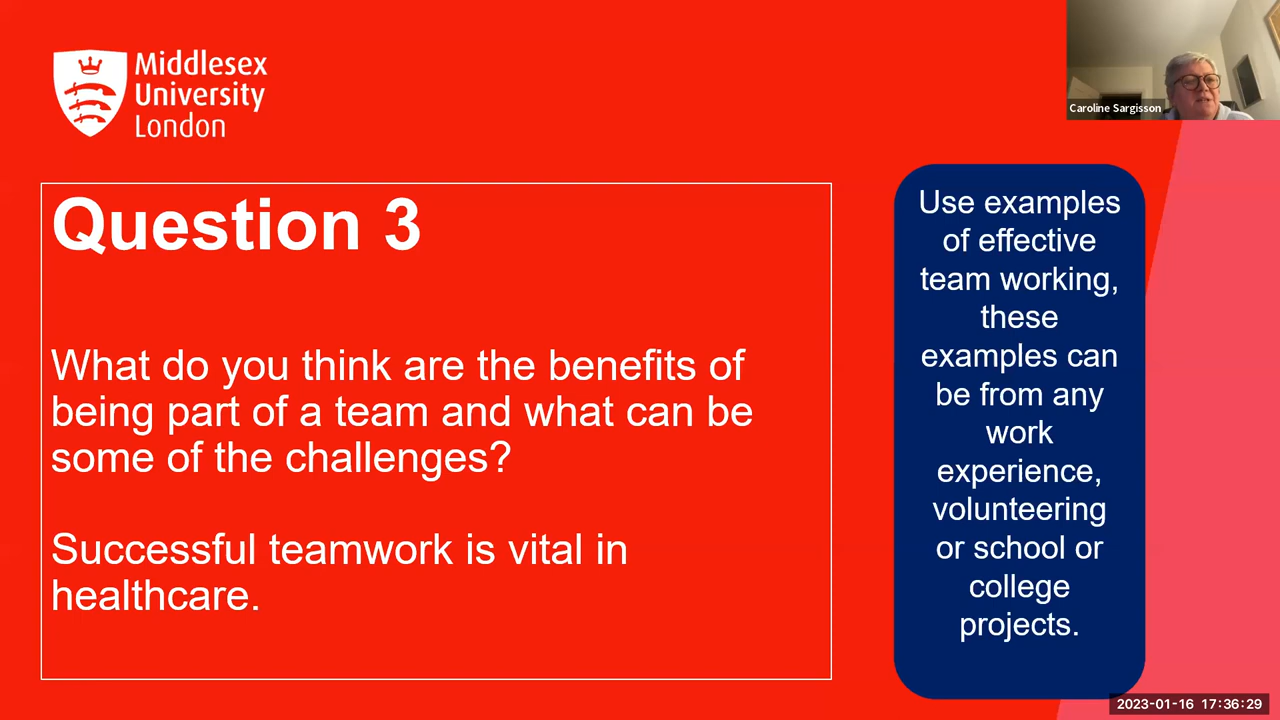 Middlesex
University
London
Caroline Sargisson
Question 3
What do you think are the benefits of
being part of a team and what can be
some of the challenges?
Successful teamwork is vital in
healthcare.
Use examples
of effective
team working,
these
examples can
be from any
work
experience,
volunteering
or school or
college
projects.
2023-01-16 17:36:29